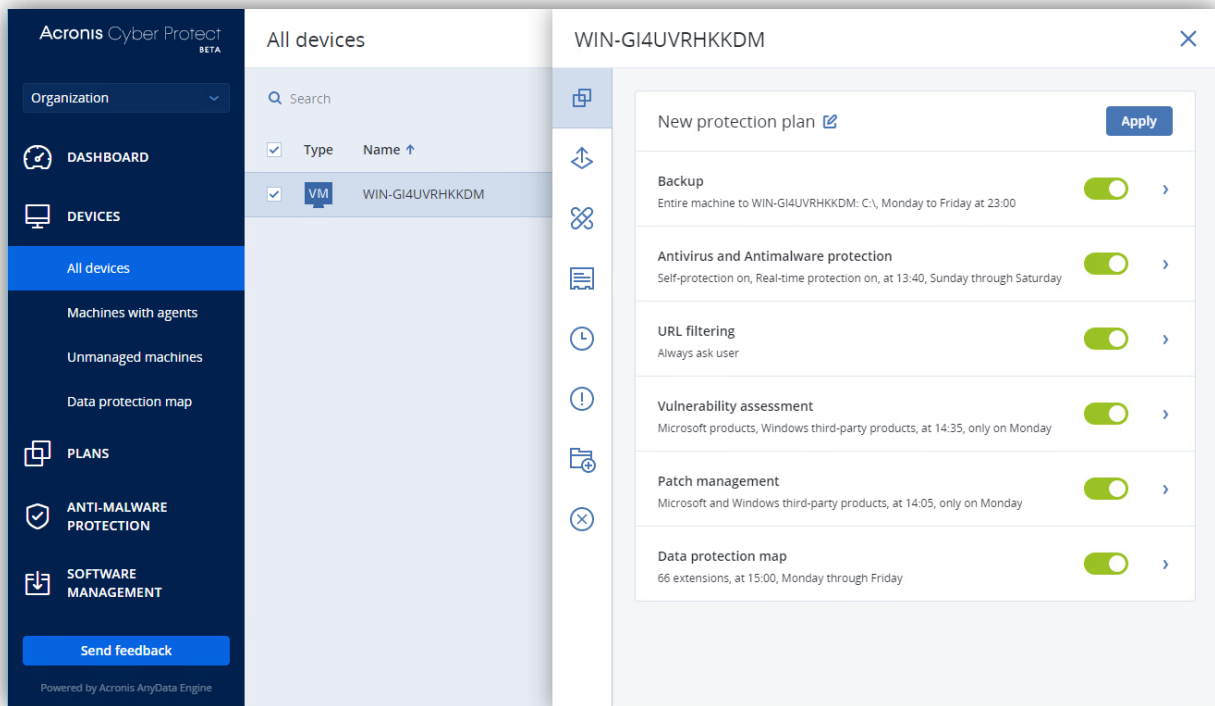 Acronis Cyber Protect
BETA
Organization
DASHBOARD
DEVICES
All devices
Machines with agents
Unmanaged machines
Data protection map
PLANS
ANTI-MALWARE
PROTECTION
SOFTWARE
MANAGEMENT
Send feedback
Powered by Acronis AnyData Engine
All devices
Search
Type Name
VM WIN-GI4UVRHKKDM
WIN-GI4UVRHKKDM
New protection plan
Apply
Backup
Entire machine to WIN-GI4UVRHKKDM: C:\, Monday to Friday at 23:00
Antivirus and Antimalware protection
Self-protection on, Real-time protection on, at 13:40, Sunday through Saturday
URL filtering
Always ask user
Vulnerability assessment
Microsoft products, Windows third-party products, at 14:35, only on Monday
Patch management
Microsoft and Windows third-party products, at 14:05, only on Monday
Data protection map
66 extensions, at 15:00, Monday through Friday